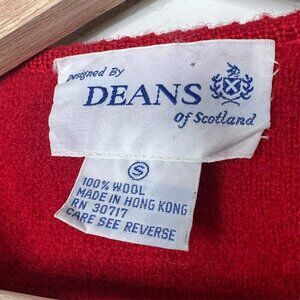 Designed By
DEANS
of Scotland
S
100% WOOL
MADE IN HONG KONG
RN 30717
CARE SEE REVERSE